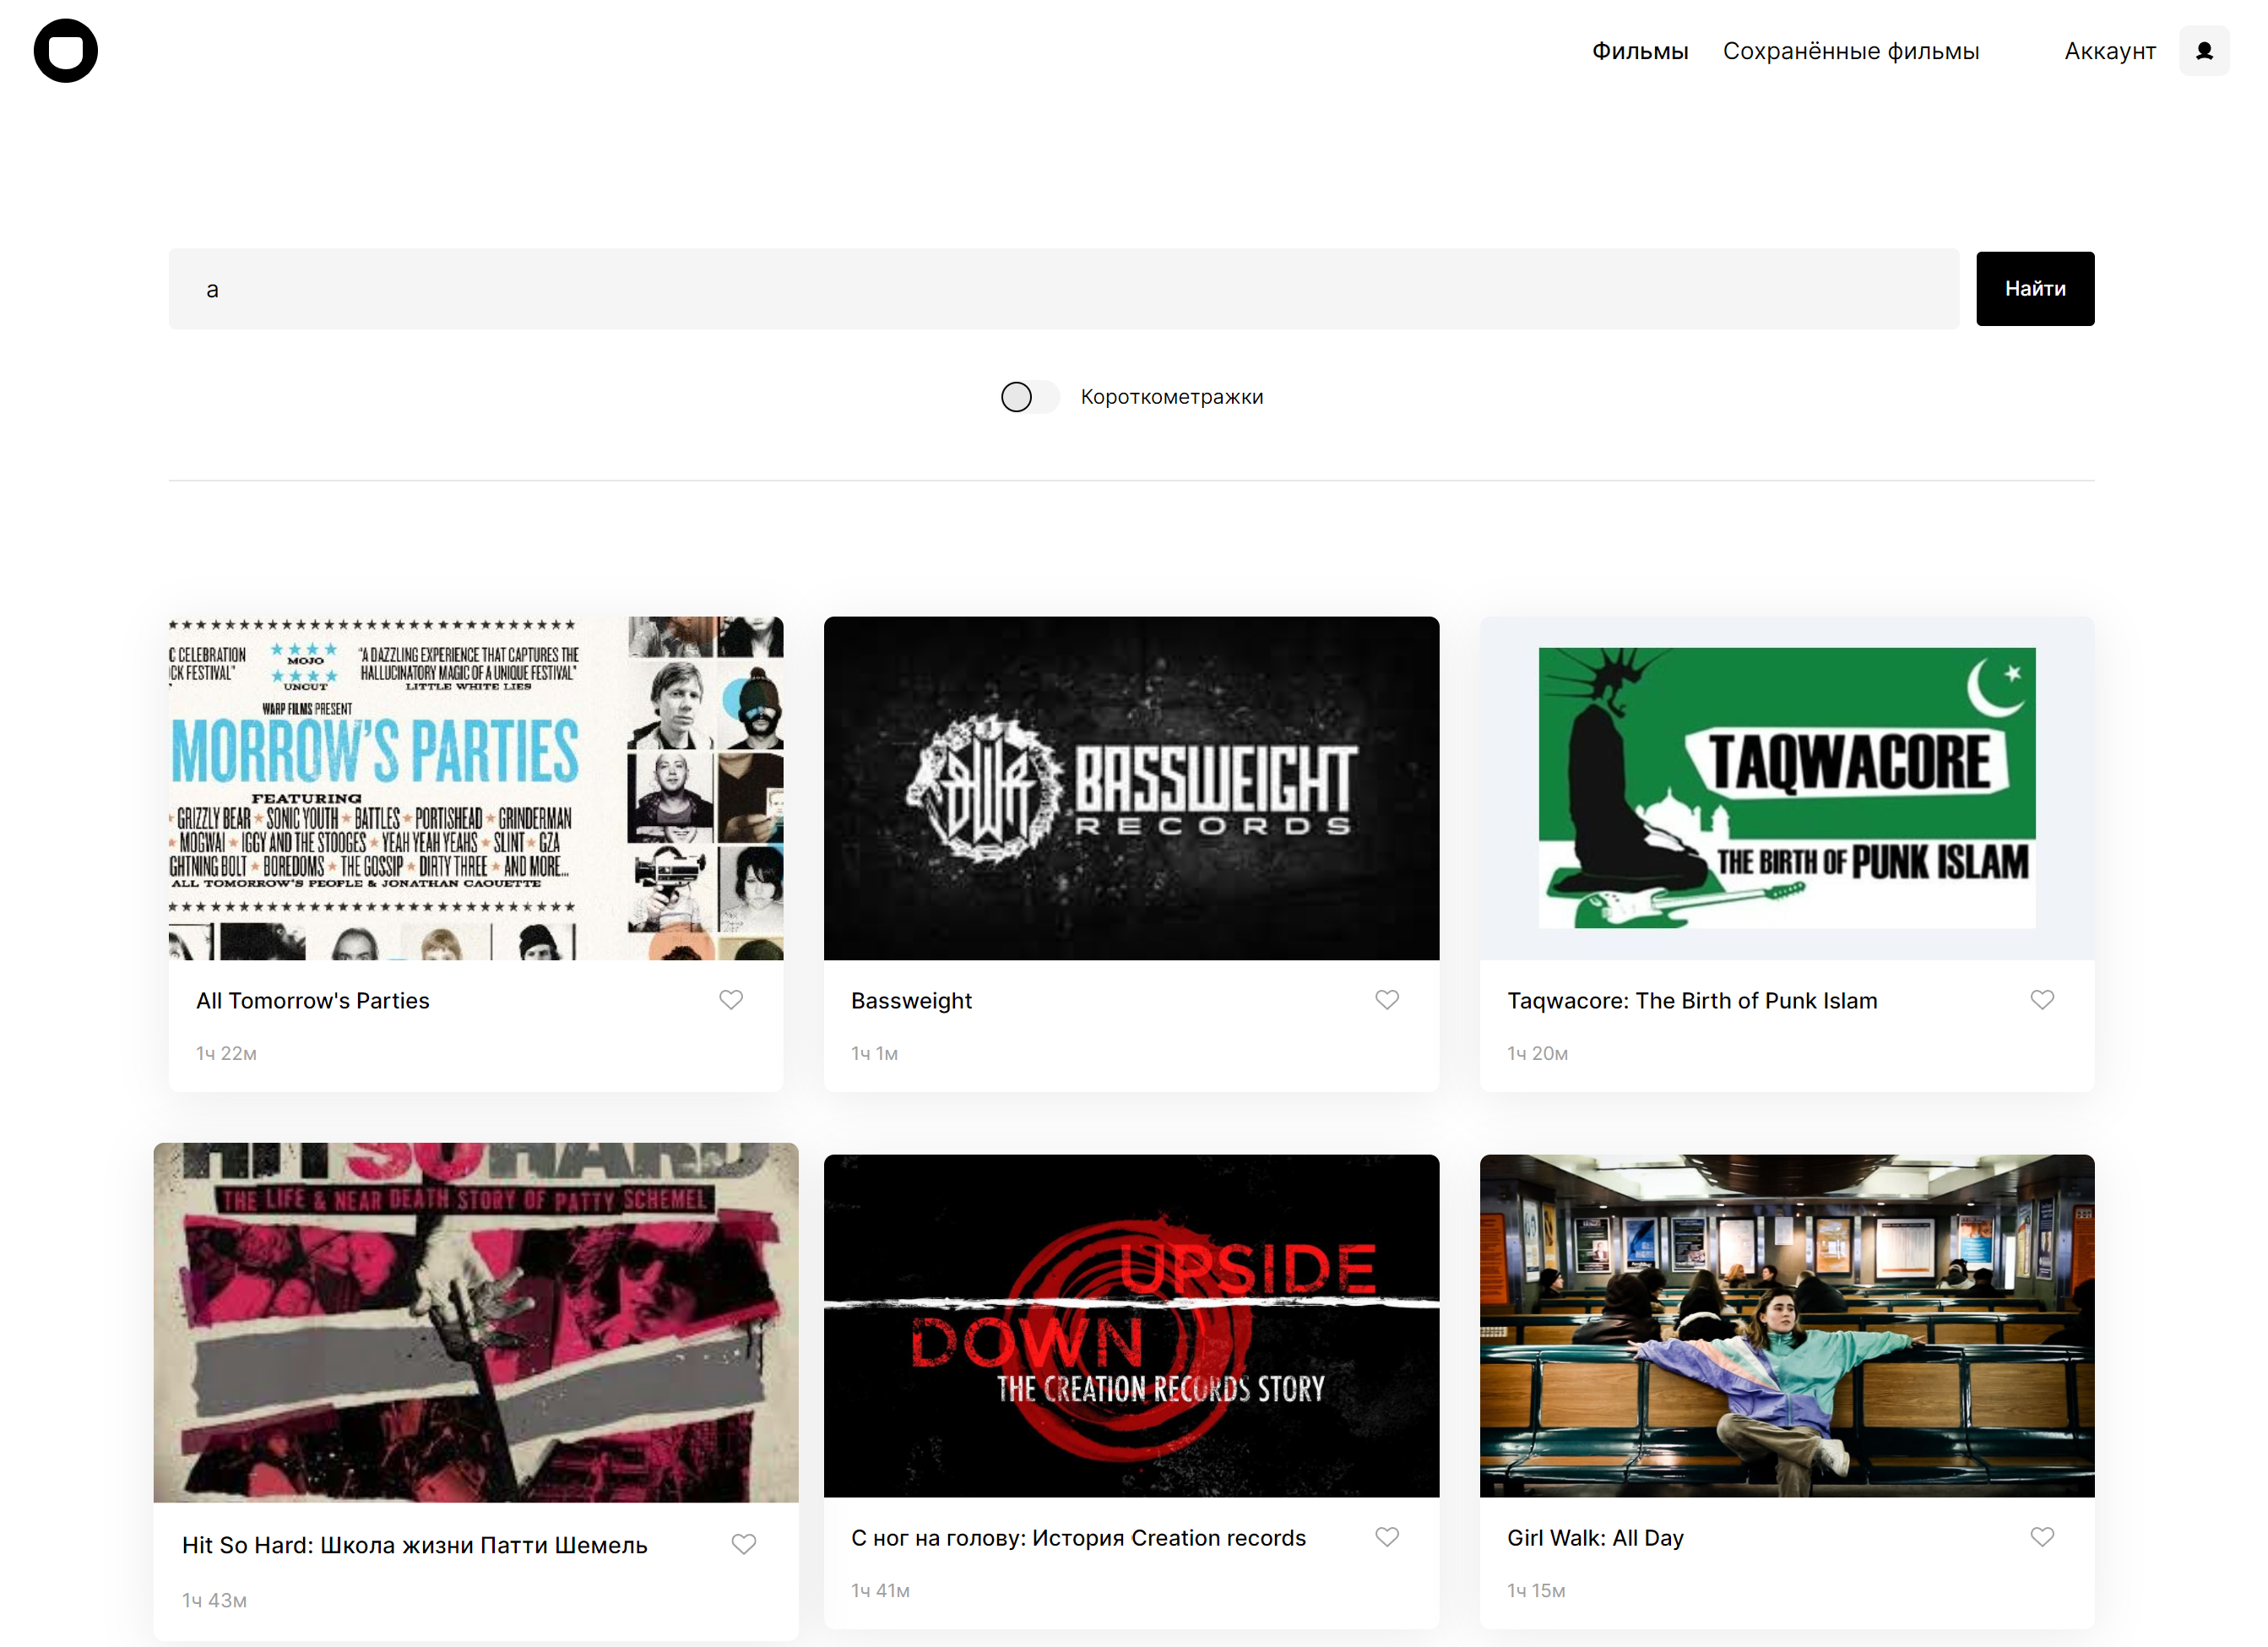 Фильмы
Сохранённые фильмы
Аккаунт
а
Найти
Короткометражки
C CELEBRATION
CK FESTIVAL"
MOJO
UNCUT
"A DAZZLING EXPERIENCE THAT CAPTURES THE
HALLUCINATORY MAGIC OF A UNIQUE FESTIVAL"
LITTLE WHITE LIES
WARP FILMS PRESENT
MORROW'S PARTIES
FEATURING
GRIZZLY BEAR ★ SONIC YOUTH ★ BATTLES ★ PORTISHEAD ★ GRINDERMAN
★ MOGWAI ★ IGGY AND THE STOOGES ★ YEAH YEAH YEAHS ★ SLINT ★ GZA
GHTNING BOLT ★ BOREDOMS ★ THE GOSSIP ★ DIRTY THREE ★ AND MORE...
ALL TOMORROW'S PEOPLE & JONATHAN CAOUETTE
All Tomorrow's Parties
1ч 22м
BWR
BASSWEIGHT
RECORDS
Bassweight
1ч 1м
TAQWACORE
THE BIRTH OF PUNK ISLAM
Taqwacore: The Birth of Punk Islam
1ч 20м
HIT SO HARD
THE LIFE & NEAR DEATH STORY OF PATTY SCHEMEL
Hit So Hard: Школа жизни Патти Шемель
1ч 43м
UPSIDE
DOWN
THE CREATION RECORDS STORY
С ног на голову: История Creation records
1ч 41м
Girl Walk: All Day
1ч 15м